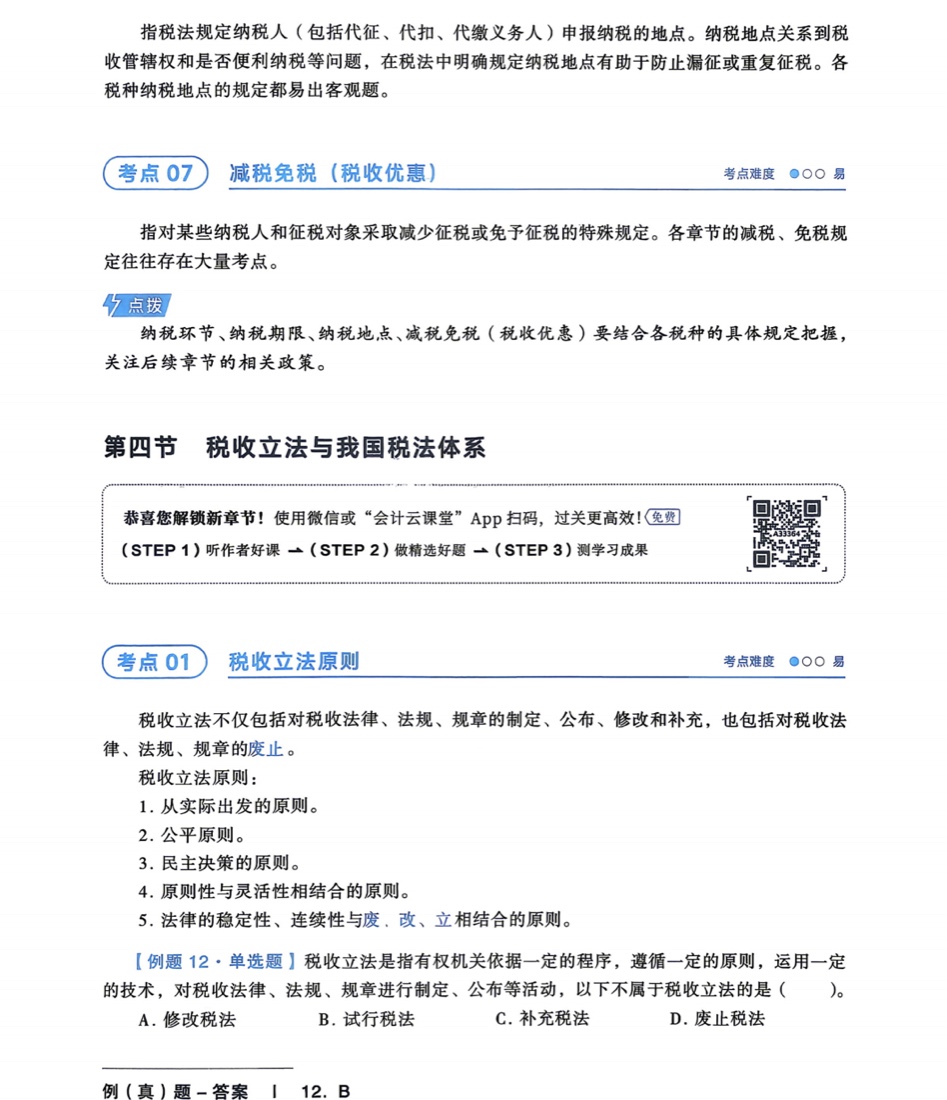 指税法规定纳税人（包括代征、代扣、代缴义务人）申报纳税的地点。纳税地点关系到税
收管辖权和是否便利纳税等问题，在税法中明确规定纳税地点有助于防止漏征或重复征税。各
税种纳税地点的规定都易出客观题。
考点 07 减税免税（税收优惠） 考点难度 易
指对某些纳税人和征税对象采取减少征税或免予征税的特殊规定。各章节的减税、免税规
定往往存在大量考点。
点拨
纳税环节、纳税期限、纳税地点、减税免税（税收优惠）要结合各税种的具体规定把握，
关注后续章节的相关政策。
第四节 税收立法与我国税法体系
恭喜您解锁新章节！使用微信或“会计云课堂”App 扫码，过关更高效！免费
（STEP 1）听作者好课 → （STEP 2）做精选好题 → （STEP 3）测学习成果
A33364
考点 01 税收立法原则 考点难度 易
税收立法不仅包括对税收法律、法规、规章的制定、公布、修改和补充，也包括对税收法
律、法规、规章的废止。
税收立法原则：
1. 从实际出发的原则。
2. 公平原则。
3. 民主决策的原则。
4. 原则性与灵活性相结合的原则。
5. 法律的稳定性、连续性与废、改、立相结合的原则。
【例题 12·单选题】税收立法是指有权机关依据一定的程序，遵循一定的原则，运用一定
的技术，对税收法律、法规、规章进行制定、公布等活动，以下不属于税收立法的是（　　）。
A. 修改税法 B. 试行税法 C. 补充税法 D. 废止税法
例（真）题－答案 | 12. B